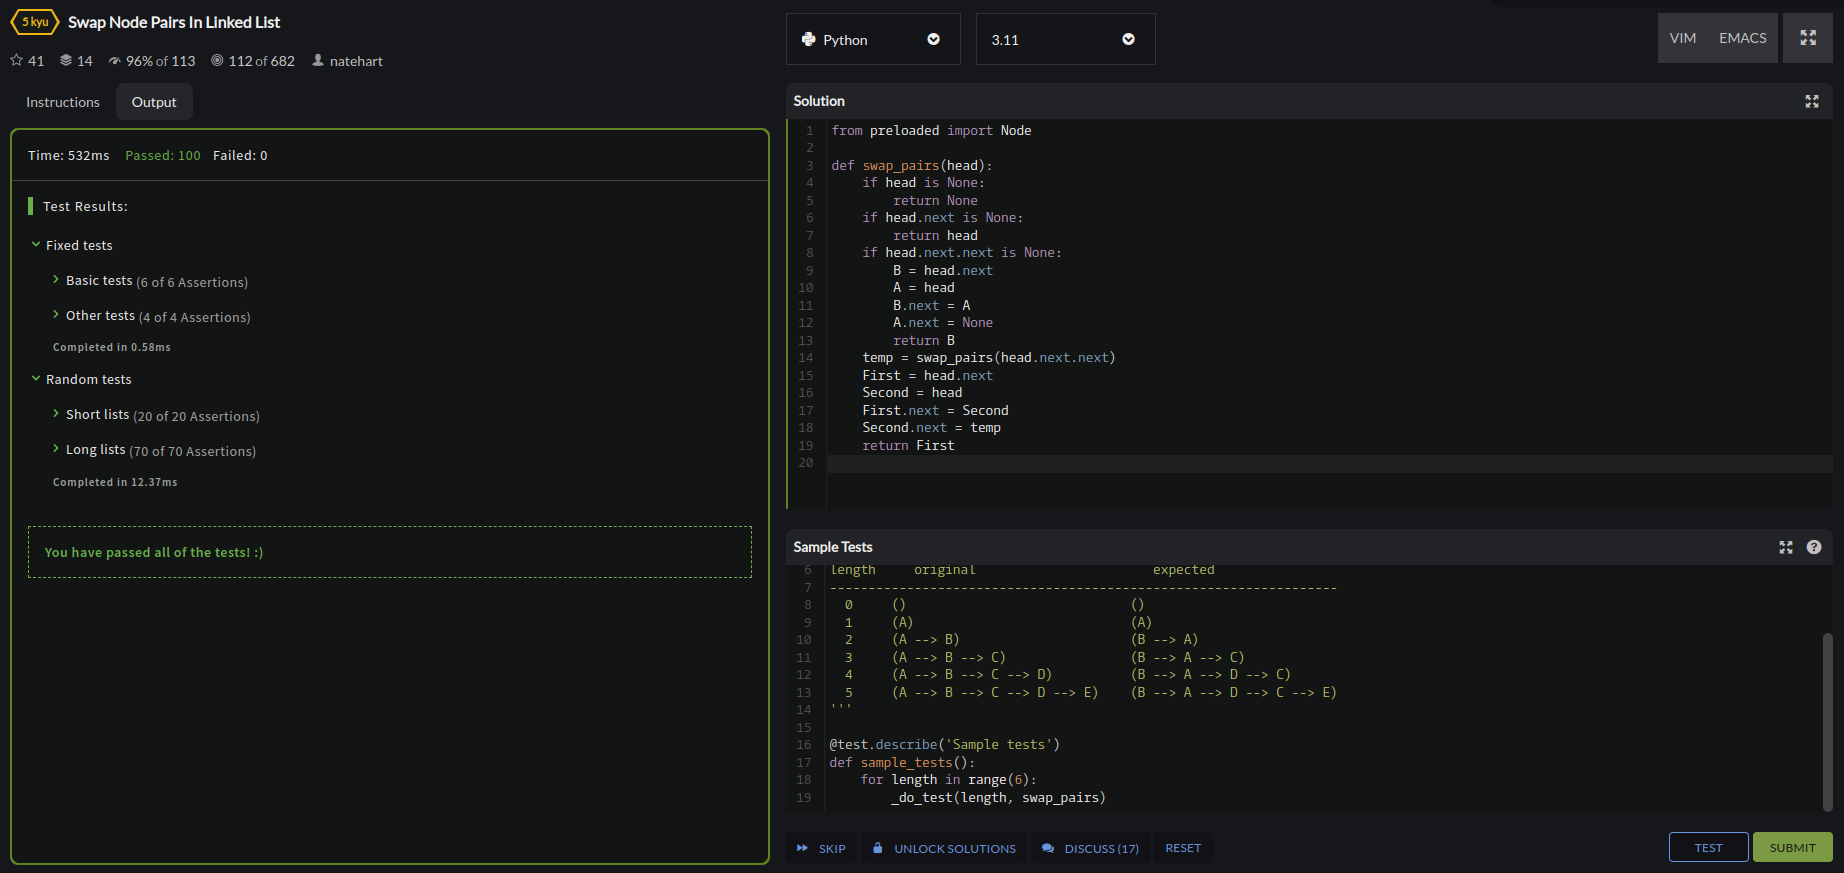 5 kyu Swap Node Pairs In Linked List
41 14 96% of 113 112 of 682 natehart
Instructions Output
Time: 532ms Passed: 100 Failed: 0
Test Results:
Fixed tests
Basic tests (6 of 6 Assertions)
Other tests (4 of 4 Assertions)
Completed in 0.58ms
Random tests
Short lists (20 of 20 Assertions)
Long lists (70 of 70 Assertions)
Completed in 12.37ms
You have passed all of the tests! :)
Python 3.11 VIM EMACS
Solution
1 from preloaded import Node
2
3 def swap_pairs(head):
4     if head is None:
5         return None
6     if head.next is None:
7         return head
8     if head.next.next is None:
9         B = head.next
10         A = head
11         B.next = A
12         A.next = None
13         return B
14     temp = swap_pairs(head.next.next)
15     First = head.next
16     Second = head
17     First.next = Second
18     Second.next = temp
19     return First
20
Sample Tests
6 length     original                       expected
7 ------------------------------------------------------------------
8   0     ()                             ()
9   1     (A)                            (A)
10   2     (A --> B)                      (B --> A)
11   3     (A --> B --> C)                (B --> A --> C)
12   4     (A --> B --> C --> D)          (B --> A --> D --> C)
13   5     (A --> B --> C --> D --> E)    (B --> A --> D --> C --> E)
14 '''
15
16 @test.describe('Sample tests')
17 def sample_tests():
18     for length in range(6):
19         _do_test(length, swap_pairs)
SKIP UNLOCK SOLUTIONS DISCUSS (17) RESET TEST SUBMIT